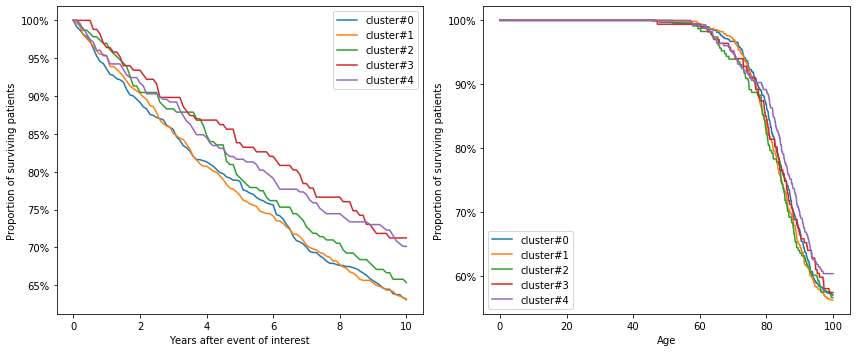 100%
95%
90%
85%
80%
75%
70%
65%
0
2
4
6
8
10
Years after event of interest
Proportion of surviving patients
cluster#0
cluster#1
cluster#2
cluster#3
cluster#4
100%
90%
80%
70%
60%
0
20
40
60
80
100
Age
Proportion of surviving patients
cluster#0
cluster#1
cluster#2
cluster#3
cluster#4